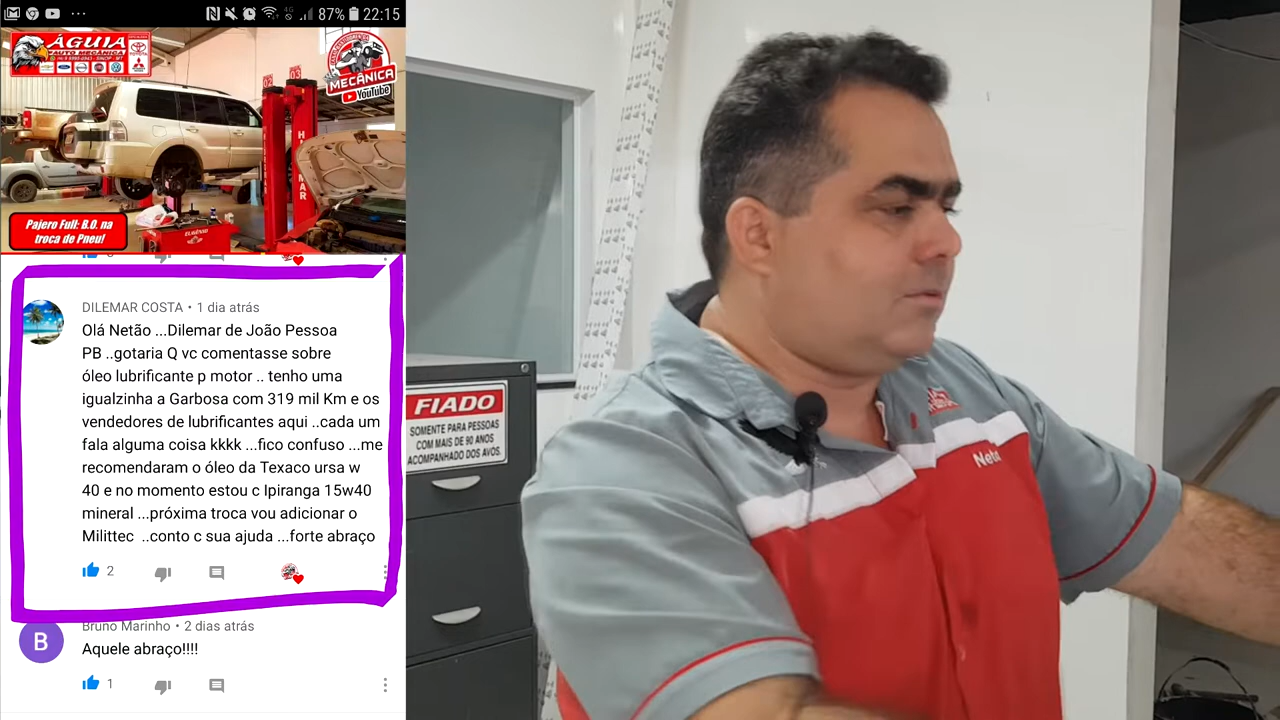 87% 22:15
ÁGUIA
AUTO MECÂNICA
TOYOTA
02
03
MECÂNICA
YouTube
Pajero Full: B.O. na
troca de Pneu!
DILEMAR COSTA • 1 dia atrás
Olá Netão ...Dilemar de João Pessoa
PB ..gotaria Q vc comentasse sobre
óleo lubrificante p motor .. tenho uma
igualzinha a Garbosa com 319 mil Km e os
vendedores de lubrificantes aqui ..cada um
fala alguma coisa kkkk ...fico confuso ...me
recomendaram o óleo da Texaco ursa w
40 e no momento estou c Ipiranga 15w40
mineral ...próxima troca vou adicionar o
Milittec ..conto c sua ajuda ...forte abraço
2
B
Bruno Marinho • 2 dias atrás
Aquele abraço!!!!
1
FIADO
SOMENTE PARA PESSOAS
COM MAIS DE 90 ANOS
ACOMPANHADO DOS AVÓS.